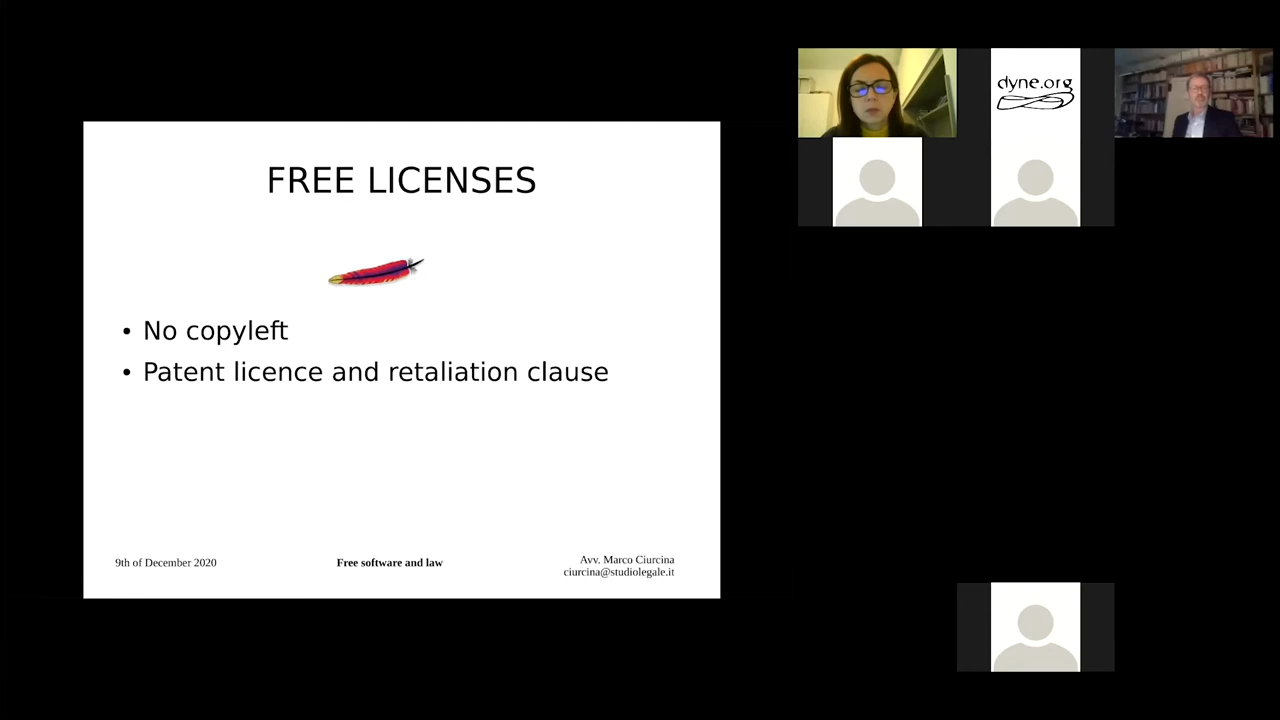 FREE LICENSES
• No copyleft
• Patent licence and retaliation clause
9th of December 2020
Free software and law
Avv. Marco Ciurcina
ciurcina@studiolegale.it
dyne.org